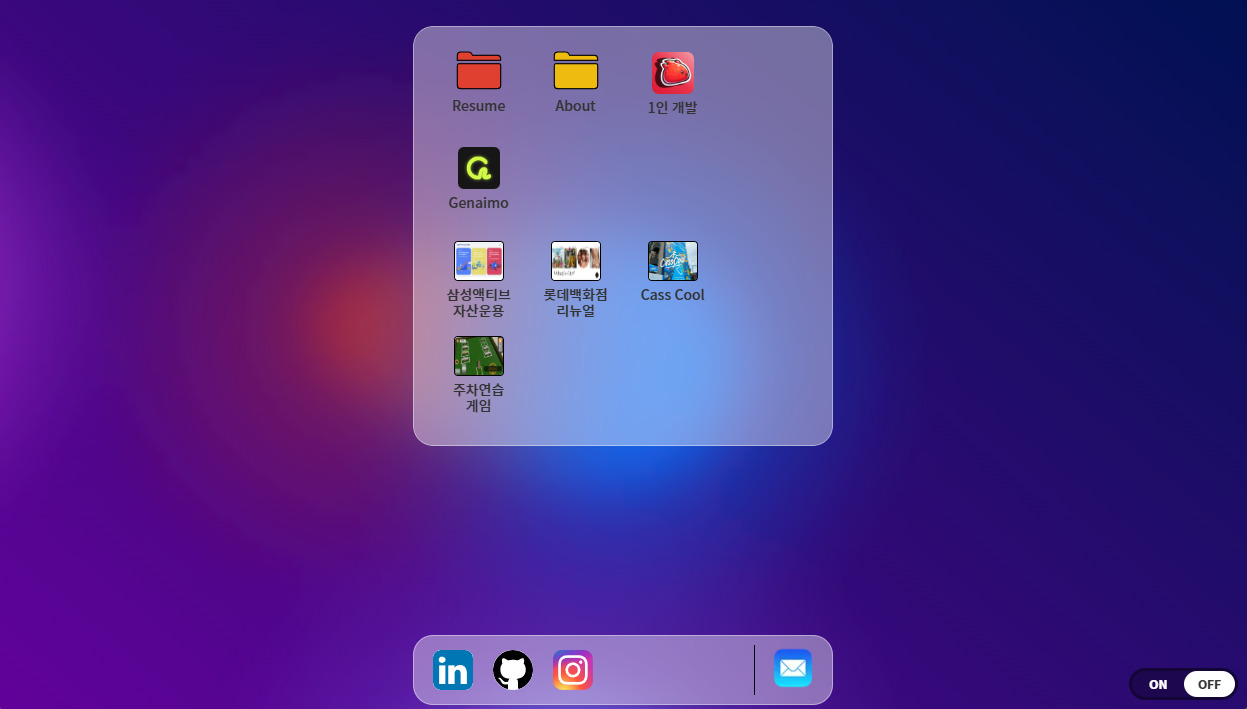 Resume
About
1인 개발
Genaimo
삼성액티브
자산운용
롯데백화점
리뉴얼
Cass Cool
주차연습
게임
in
ON
OFF